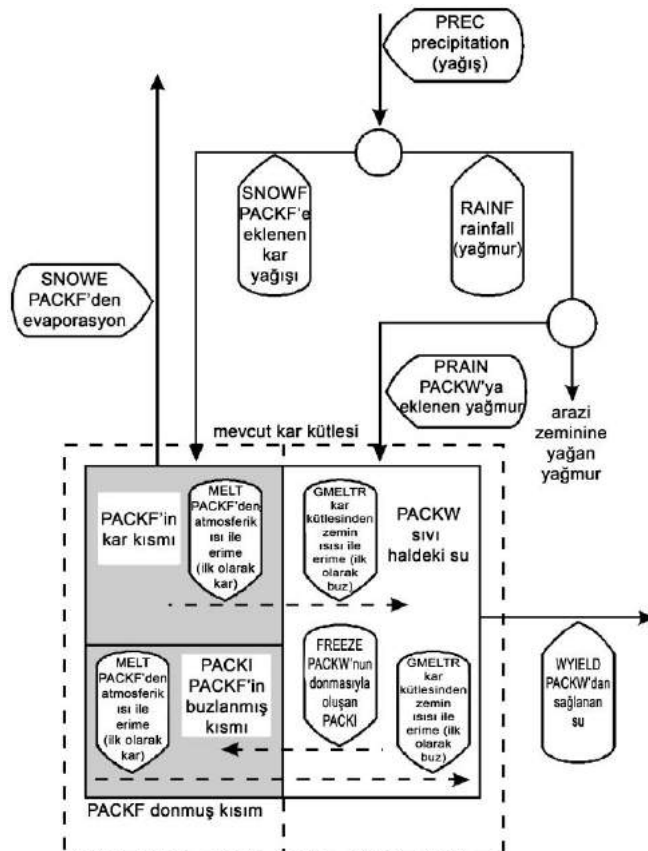 PREC
precipitation
(yağış)
SNOWF
PACKF'e
eklenen
kar
yağışı
RAINF
rainfall
(yağmur)
SNOWE
PACKF'den
evaporasyon
PRAIN
PACKW'ya
eklenen yağmur
arazi
zeminine
yağan
yağmur
mevcut kar kütlesi
PACKF'in
kar kısmı
MELT
PACKF'den
atmosferik
ısı ile
erime
(ilk olarak
kar)
GMELTR
kar
kütlesinden
zemin
ısısı ile
erime (ilk
olarak
buz)
PACKW
sıvı
haldeki su
MELT
PACKF'den
atmosferik
ısı ile
erime
(ilk olarak
kar)
PACKI
PACKF'in
buzlanmış
kısmı
FREEZE
PACKW'nun
donmasıyla
oluşan
PACKI
GMELTR
kar
kütlesinden
zemin
ısısı ile
erime (ilk
olarak
buz)
WYIELD
PACKW'dan
sağlanan
su
PACKF donmuş kısım